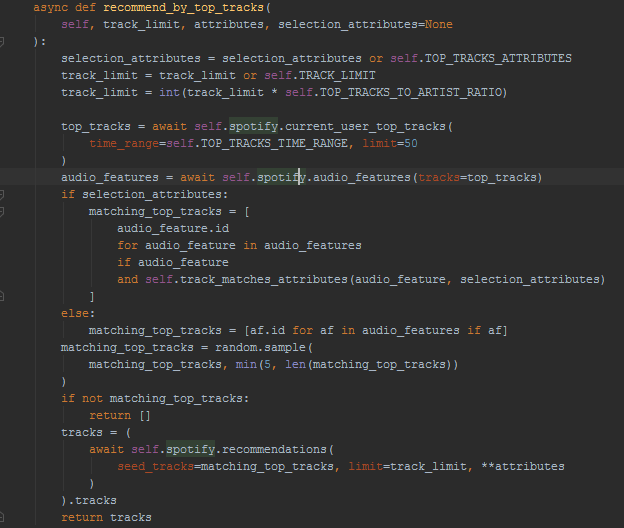 async def recommend_by_top_tracks(
    self, track_limit, attributes, selection_attributes=None
):
    selection_attributes = selection_attributes or self.TOP_TRACKS_ATTRIBUTES
    track_limit = track_limit or self.TRACK_LIMIT
    track_limit = int(track_limit * self.TOP_TRACKS_TO_ARTIST_RATIO)

    top_tracks = await self.spotify.current_user_top_tracks(
        time_range=self.TOP_TRACKS_TIME_RANGE, limit=50
    )
    audio_features = await self.spotify.audio_features(tracks=top_tracks)
    if selection_attributes:
        matching_top_tracks = [
            audio_feature.id
            for audio_feature in audio_features
            if audio_feature
            and self.track_matches_attributes(audio_feature, selection_attributes)
        ]
    else:
        matching_top_tracks = [af.id for af in audio_features if af]
    matching_top_tracks = random.sample(
        matching_top_tracks, min(5, len(matching_top_tracks))
    )
    if not matching_top_tracks:
        return []
    tracks = (
        await self.spotify.recommendations(
            seed_tracks=matching_top_tracks, limit=track_limit, **attributes
        )
    ).tracks
    return tracks